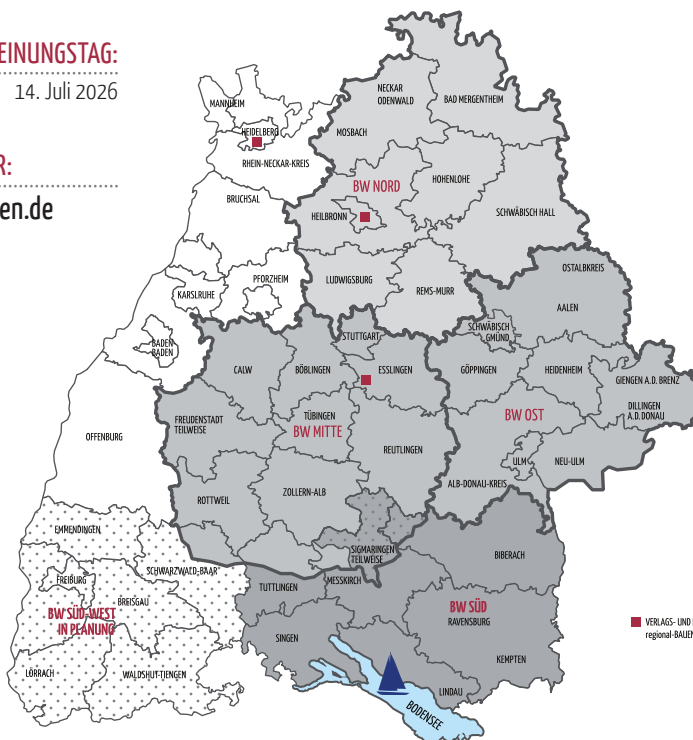 EINUNGSTAG:
14. Juli 2026
R:
en.de
MANNHEIM
HEIDELBERG
RHEIN-NECKAR-KREIS
BRUCHSAL
KARSLRUHE
PFORZHEIM
BADEN
BADEN
OFFENBURG
NECKAR
ODENWALD
BAD MERGENTHEIM
MOSBACH
BW NORD
HOHENLOHE
HEILBRONN
SCHWÄBISCH HALL
LUDWIGSBURG
REMS-MURR
OSTALBKREIS
AALEN
SCHWÄBISCH
GMÜND
GÖPPINGEN
HEIDENHEIM
GIENGEN A.D. BRENZ
DILLINGEN
A.D. DONAU
BW OST
ULM
NEU-ULM
ALB-DONAU-KREIS
STUTTGART
CALW
BÖBLINGEN
ESSLINGEN
FREUDENSTADT
TEILWEISE
TÜBINGEN
BW MITTE
REUTLINGEN
ROTTWEIL
ZOLLERN-ALB
SIGMARINGEN
TEILWEISE
EMMENDINGEN
SCHWARZWALD-BAAR
FREIBURG
BREISGAU
BW SÜD-WEST
IN PLANUNG
LÖRRACH
WALDSHUT-TIENGEN
TUTTLINGEN
MESSKIRCH
BIBERACH
BW SÜD
RAVENSBURG
SINGEN
KEMPTEN
LINDAU
BODENSEE
VERLAGS- UND
regional-BAUEN